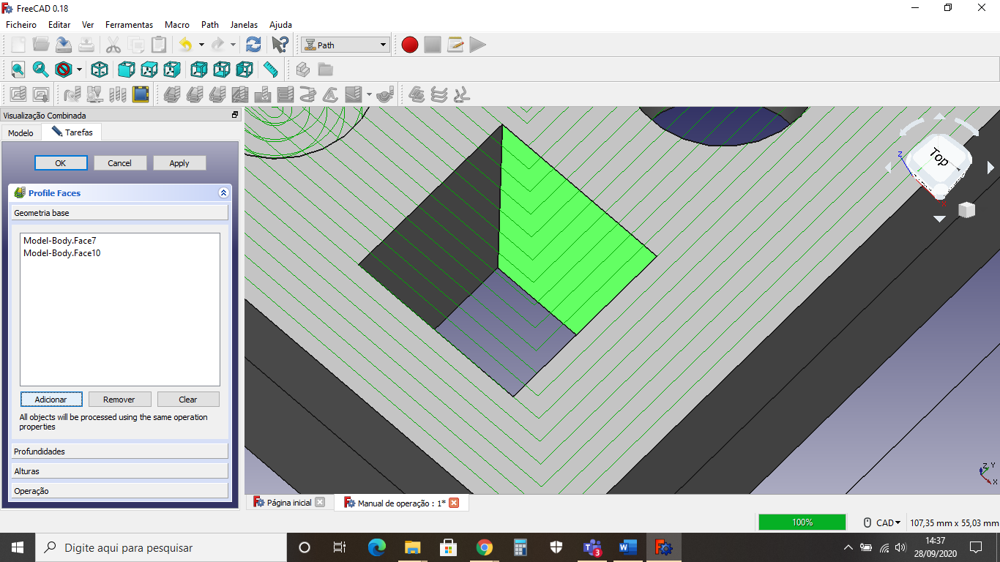 FreeCAD 0.18
Ficheiro Editar Ver Ferramentas Macro Path Janelas Ajuda
Path
Visualização Combinada
Modelo Tarefas
OK Cancel Apply
Profile Faces
Geometria base
Model-Body.Face7
Model-Body.Face10
Adicionar Remover Clear
All objects will be processed using the same operation
properties
Profundidades
Alturas
Operação
Top
Z
Z Y
X
Página inicial Manual de operação : 1*
100% CAD 107,35 mm x 55,03 mm
Digite aqui para pesquisar
3
14:37
28/09/2020